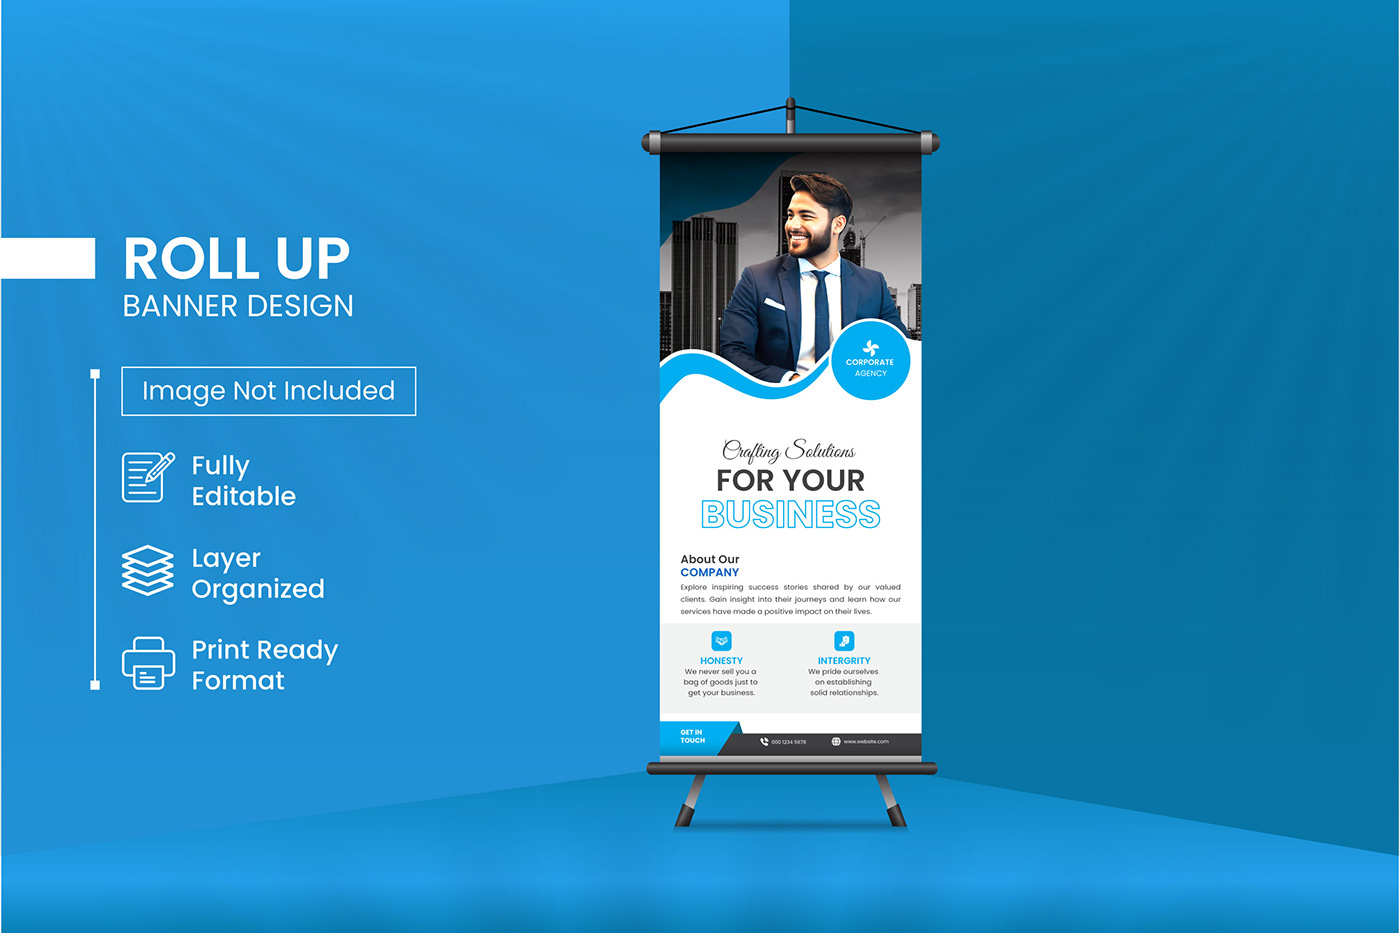 ROLL UP
BANNER DESIGN
Image Not Included
Fully
Editable
Layer
Organized
Print Ready
Format
CORPORATE
AGENCY
Crafting Solutions
FOR YOUR
BUSINESS
About Our
COMPANY
Explore inspiring success stories shared by our valued
clients. Gain insight into their journeys and learn how our
services have made a positive impact on their lives.
HONESTY
We never sell you a
bag of goods just to
get your business.
INTERGRITY
We pride ourselves
on establishing
solid relationships.
GET IN
TOUCH
000 1234 5678
www.website.com